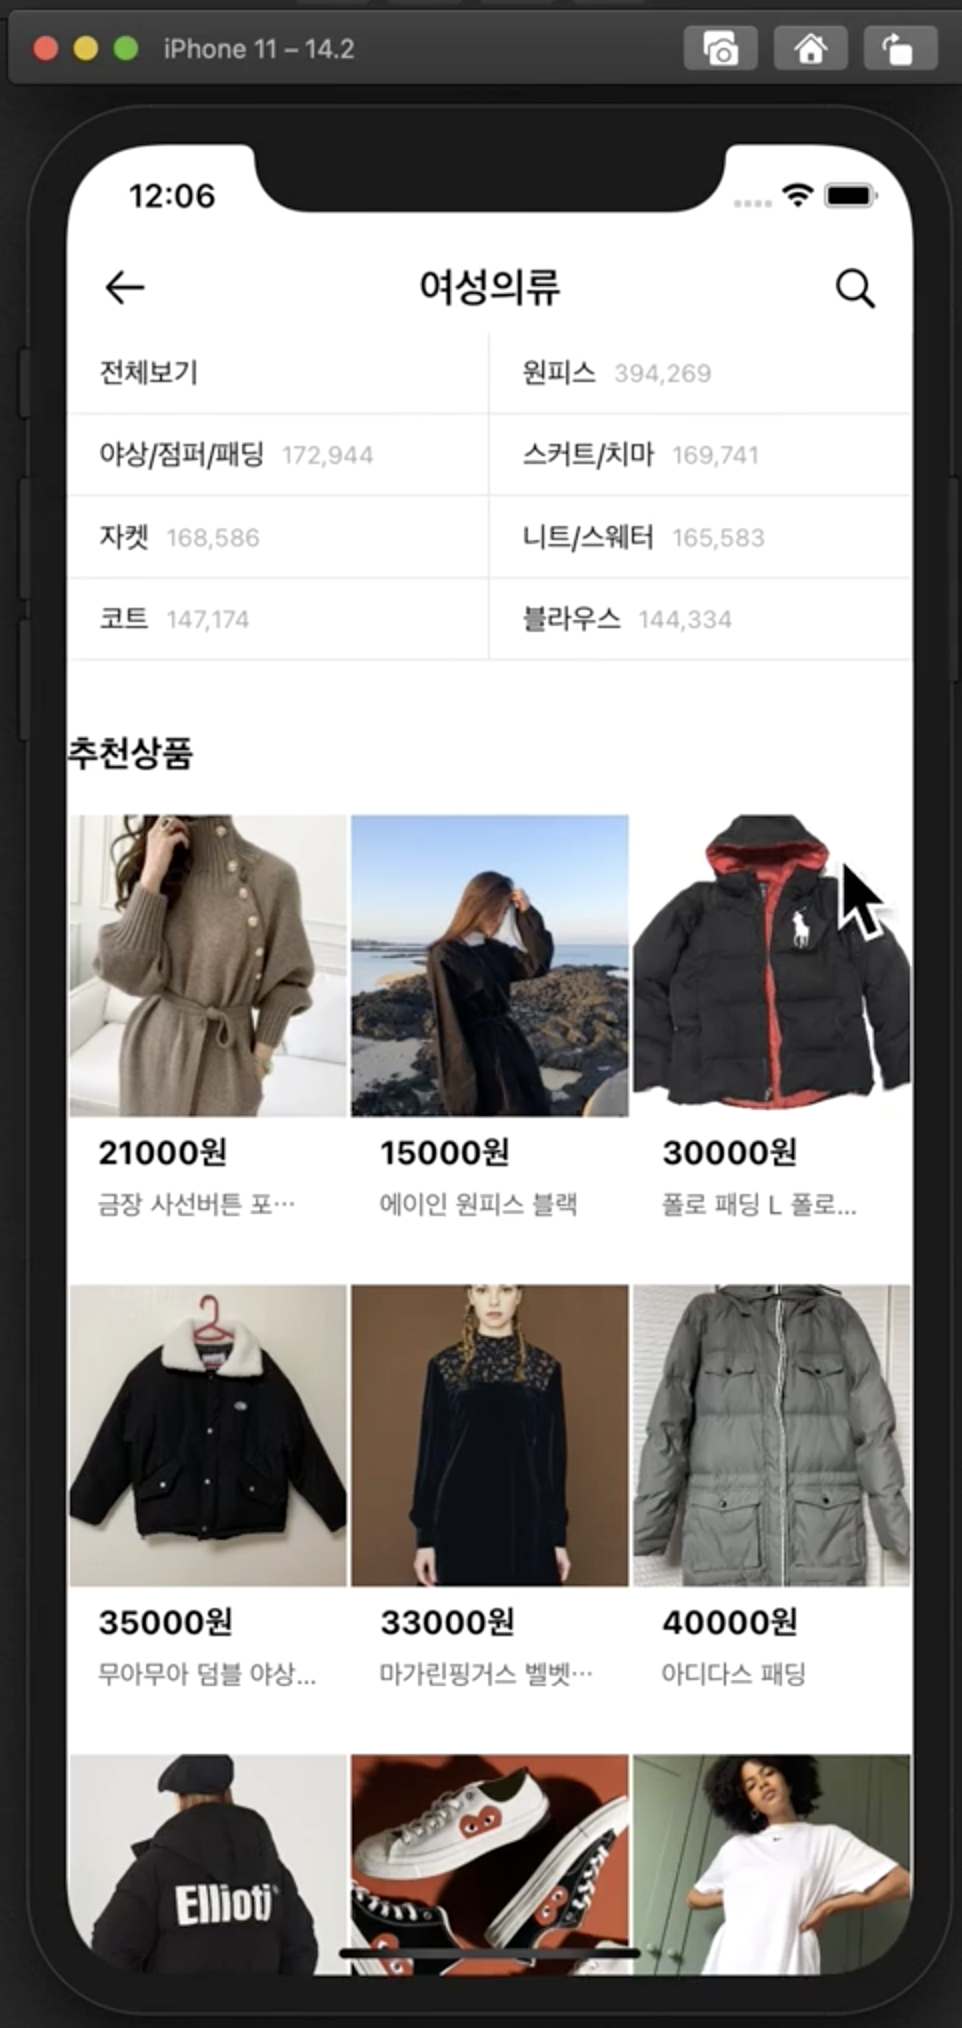 iPhone 11 – 14.2
12:06
여성의류
전체보기
원피스 394,269
야상/점퍼/패딩 172,944
스커트/치마 169,741
자켓 168,586
니트/스웨터 165,583
코트 147,174
블라우스 144,334
추천상품
21000원
15000원
30000원
금장 사선버튼 포…
에이인 원피스 블랙
폴로 패딩 L 폴로...
35000원
33000원
40000원
무아무아 덤블 야상...
마가린핑거스 벨벳…
아디다스 패딩
Ellioti